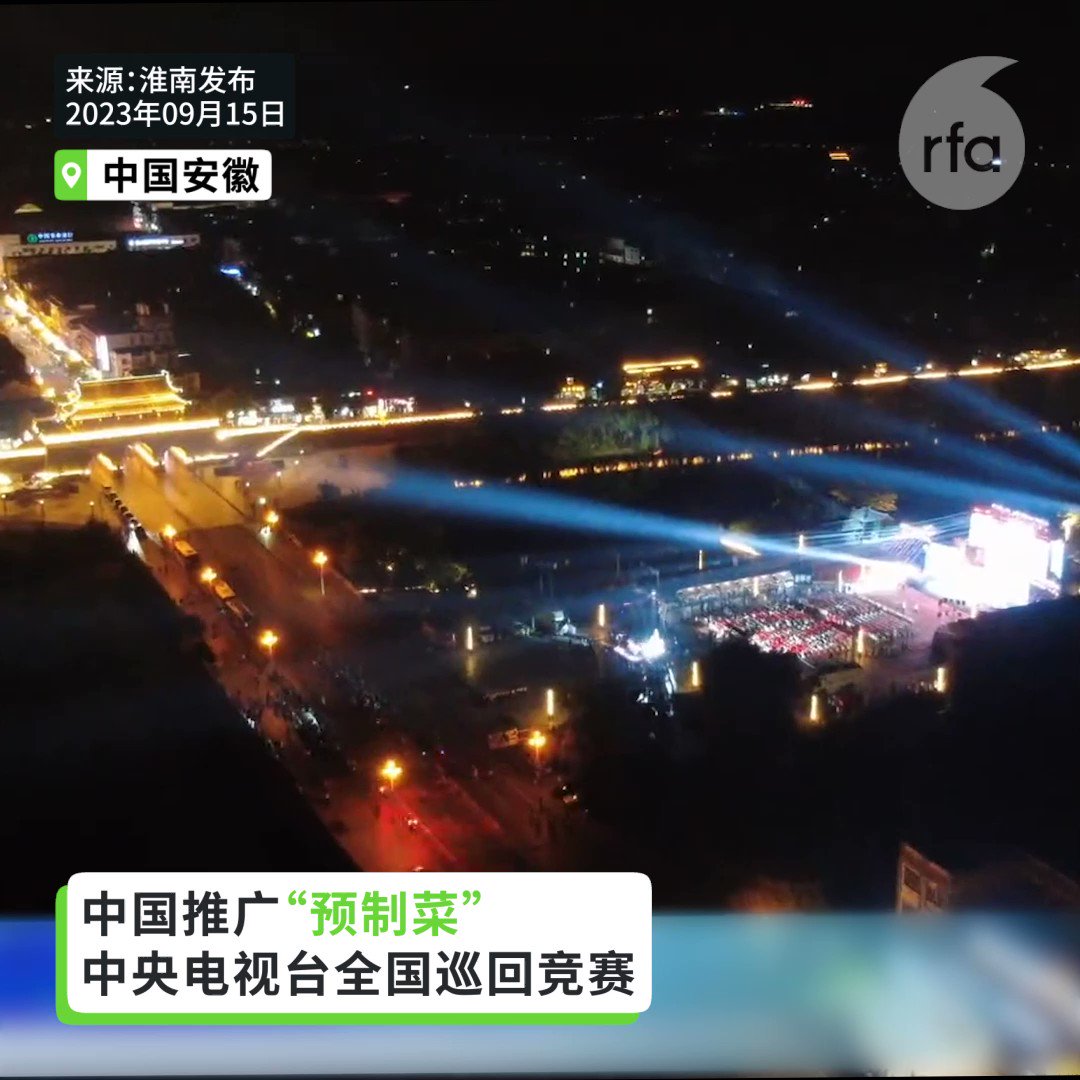 来源：淮南发布
2023年09月15日
中国安徽
rfa
中国推广“预制菜”
中央电视台全国巡回竞赛